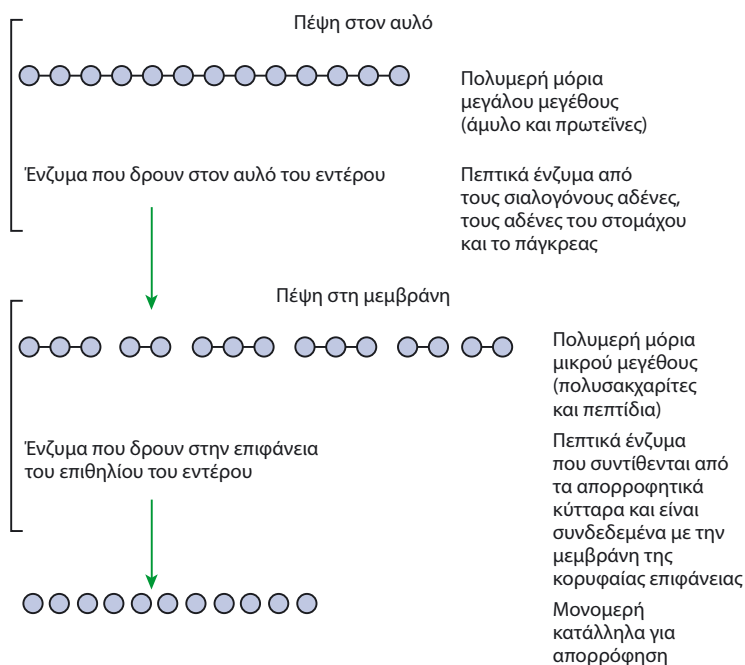 Πέψη στον αυλό
Πολυμερή μόρια
μεγάλου μεγέθους
(άμυλο και πρωτεΐνες)
Ένζυμα που δρουν στον αυλό του εντέρου
Πεπτικά ένζυμα από
τους σιαλογόνους αδένες,
τους αδένες του στομάχου
και το πάγκρεας
Πέψη στη μεμβράνη
Πολυμερή μόρια
μικρού μεγέθους
(πολυσακχαρίτες
και πεπτίδια)
Ένζυμα που δρουν στην επιφάνεια
του επιθηλίου του εντέρου
Πεπτικά ένζυμα
που συντίθενται από
τα απορροφητικά
κύτταρα και είναι
συνδεδεμένα με την
μεμβράνη της
κορυφαίας επιφάνειας
Μονομερή
κατάλληλα για
απορρόφηση